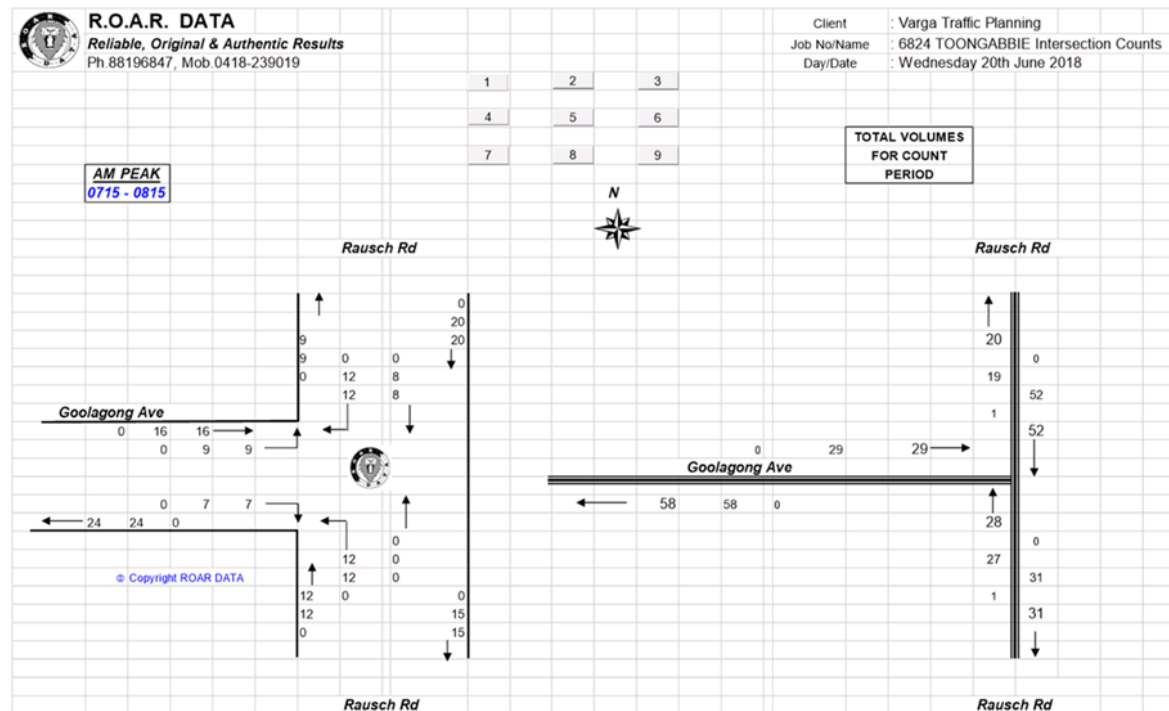 R.O.A.R. DATA
Reliable, Original & Authentic Results
Ph.88196847, Mob.0418-239019
Client : Varga Traffic Planning
Job No/Name : 6824 TOONGABBIE Intersection Counts
Day/Date : Wednesday 20th June 2018
1 2 3
4 5 6
7 8 9
TOTAL VOLUMES
FOR COUNT
PERIOD
AM PEAK
0715 - 0815
N
Rausch Rd
0
20
9 20
9 0 0
0 12 8
12 8
Goolagong Ave
0 16 16
0 9 9
0 7 7
24 24 0
0
12 0
12 0
© Copyright ROAR DATA
12 0 0
12 15
0 15
Rausch Rd
Rausch Rd
20
0
19
52
1
52
0 29 29
Goolagong Ave
58 58 0
28
0
27
31
1
31
Rausch Rd